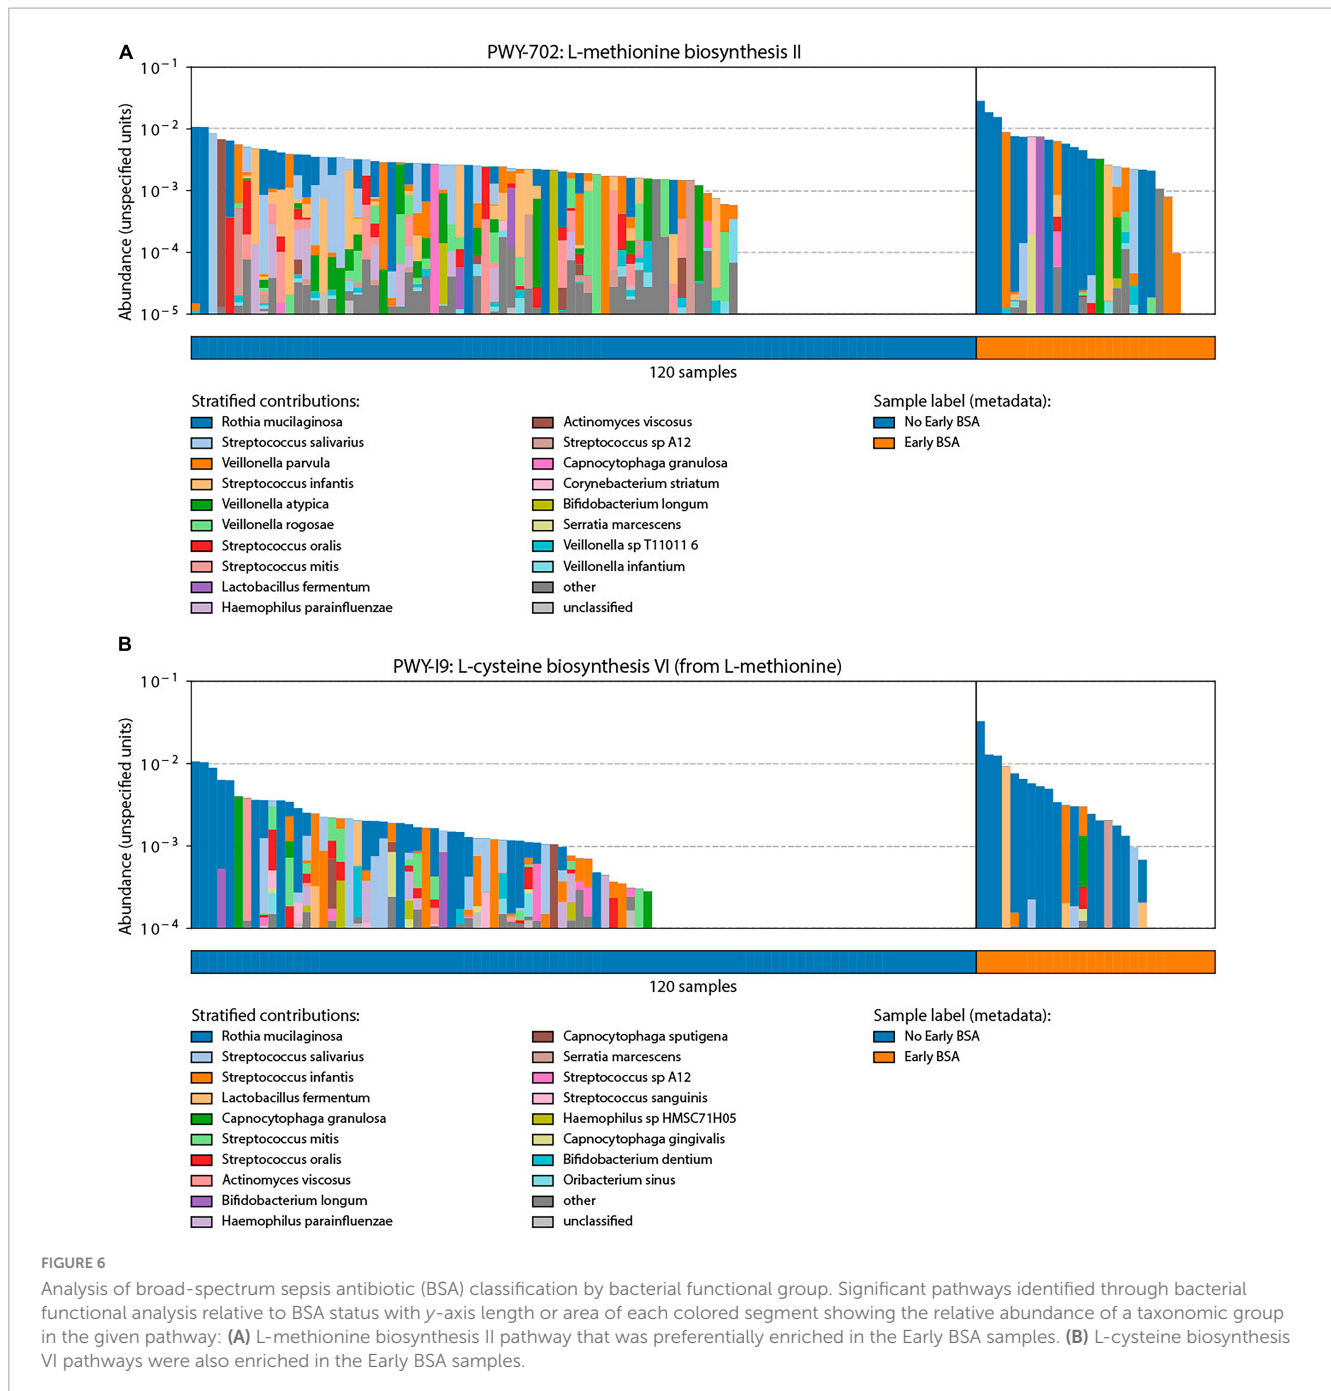 A
PWY-702: L-methionine biosynthesis II
Abundance (unspecified units)
10⁻¹
10⁻²
10⁻³
10⁻⁴
10⁻⁵
120 samples
Stratified contributions:
Rothia mucilaginosa
Streptococcus salivarius
Veillonella parvula
Streptococcus infantis
Veillonella atypica
Veillonella rogosae
Streptococcus oralis
Streptococcus mitis
Lactobacillus fermentum
Haemophilus parainfluenzae
Actinomyces viscosus
Streptococcus sp A12
Capnocytophaga granulosa
Corynebacterium striatum
Bifidobacterium longum
Serratia marcescens
Veillonella sp T11011 6
Veillonella infantium
other
unclassified
Sample label (metadata):
No Early BSA
Early BSA
B
PWY-I9: L-cysteine biosynthesis VI (from L-methionine)
Abundance (unspecified units)
10⁻¹
10⁻²
10⁻³
10⁻⁴
120 samples
Stratified contributions:
Rothia mucilaginosa
Streptococcus salivarius
Streptococcus infantis
Lactobacillus fermentum
Capnocytophaga granulosa
Streptococcus mitis
Streptococcus oralis
Actinomyces viscosus
Bifidobacterium longum
Haemophilus parainfluenzae
Capnocytophaga sputigena
Serratia marcescens
Streptococcus sp A12
Streptococcus sanguinis
Haemophilus sp HMSC71H05
Capnocytophaga gingivalis
Bifidobacterium dentium
Oribacterium sinus
other
unclassified
Sample label (metadata):
No Early BSA
Early BSA
FIGURE 6
Analysis of broad-spectrum sepsis antibiotic (BSA) classification by bacterial functional group. Significant pathways identified through bacterial
functional analysis relative to BSA status with y-axis length or area of each colored segment showing the relative abundance of a taxonomic group
in the given pathway: (A) L-methionine biosynthesis II pathway that was preferentially enriched in the Early BSA samples. (B) L-cysteine biosynthesis
VI pathways were also enriched in the Early BSA samples.